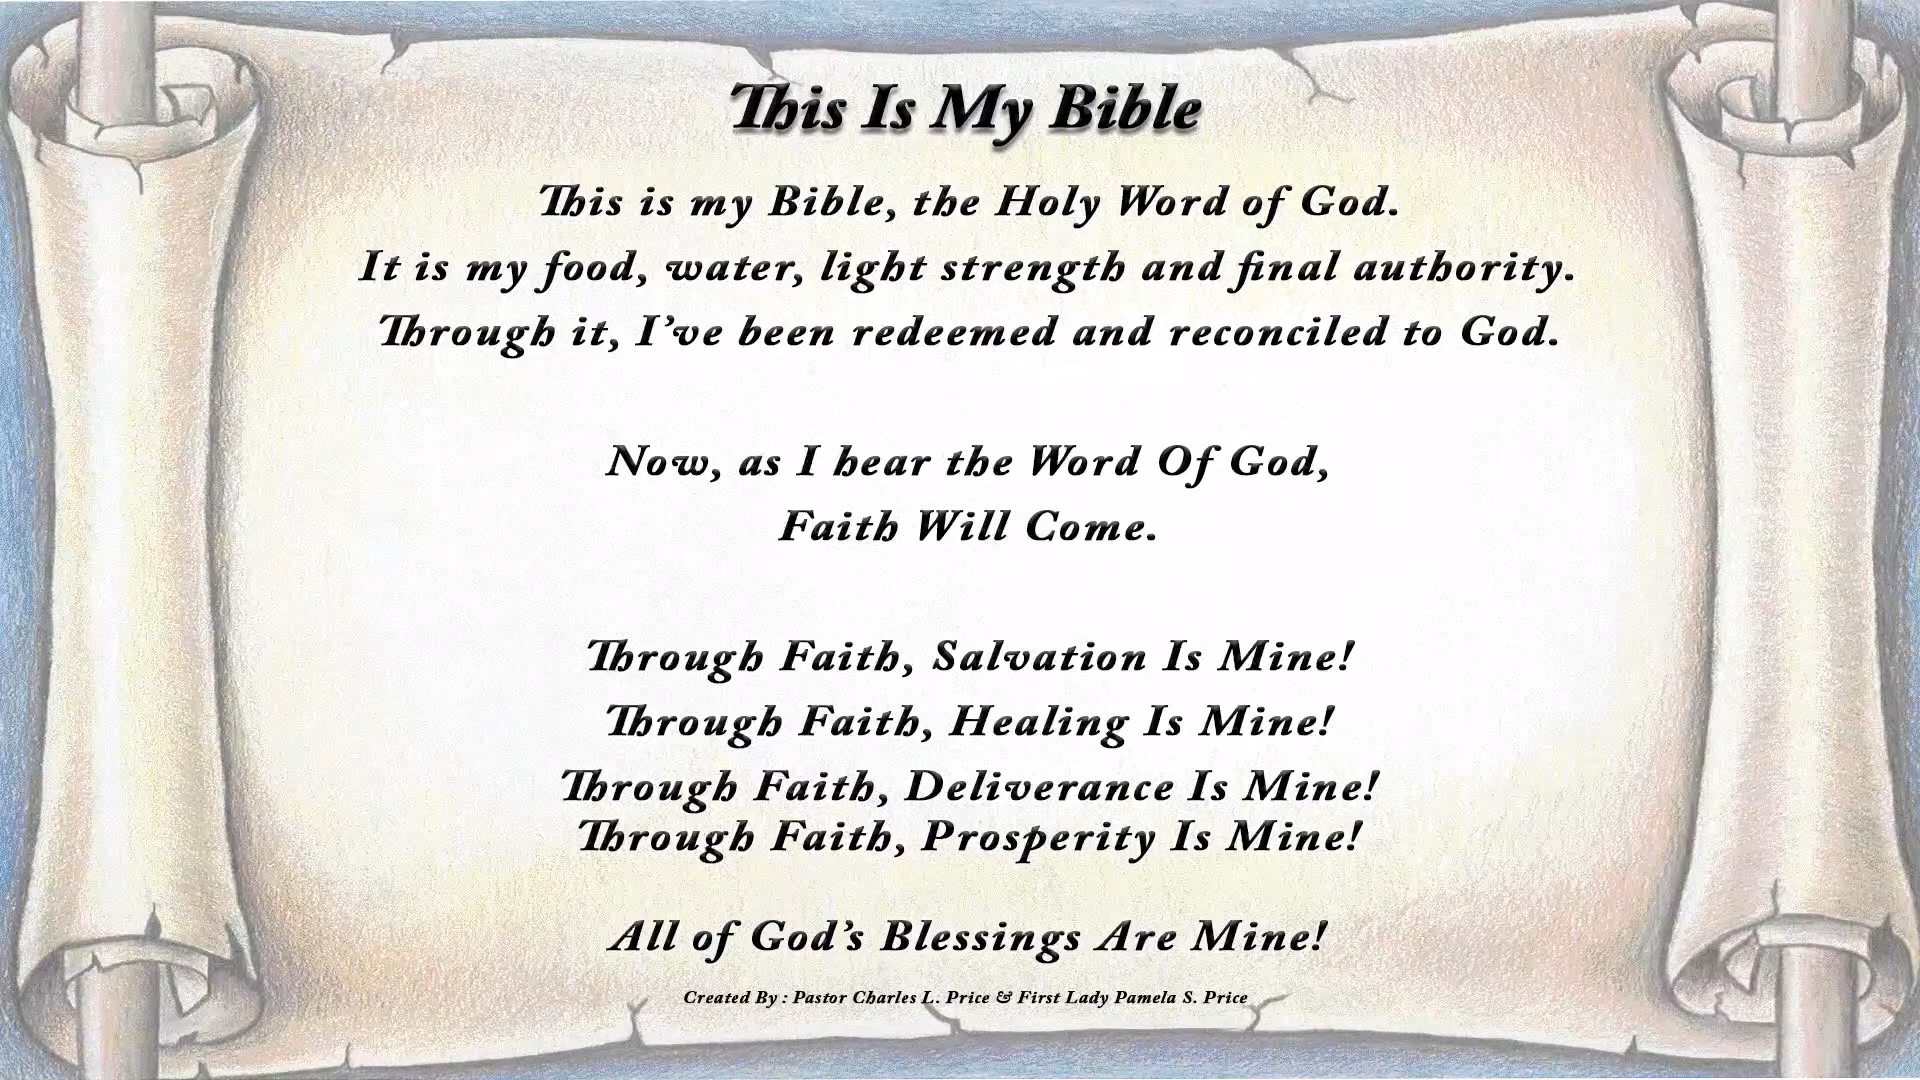 This Is My Bible
This is my Bible, the Holy Word of God.
It is my food, water, light strength and final authority.
Through it, I’ve been redeemed and reconciled to God.
Now, as I hear the Word Of God,
Faith Will Come.
Through Faith, Salvation Is Mine!
Through Faith, Healing Is Mine!
Through Faith, Deliverance Is Mine!
Through Faith, Prosperity Is Mine!
All of God’s Blessings Are Mine!
Created By : Pastor Charles L. Price & First Lady Pamela S. Price